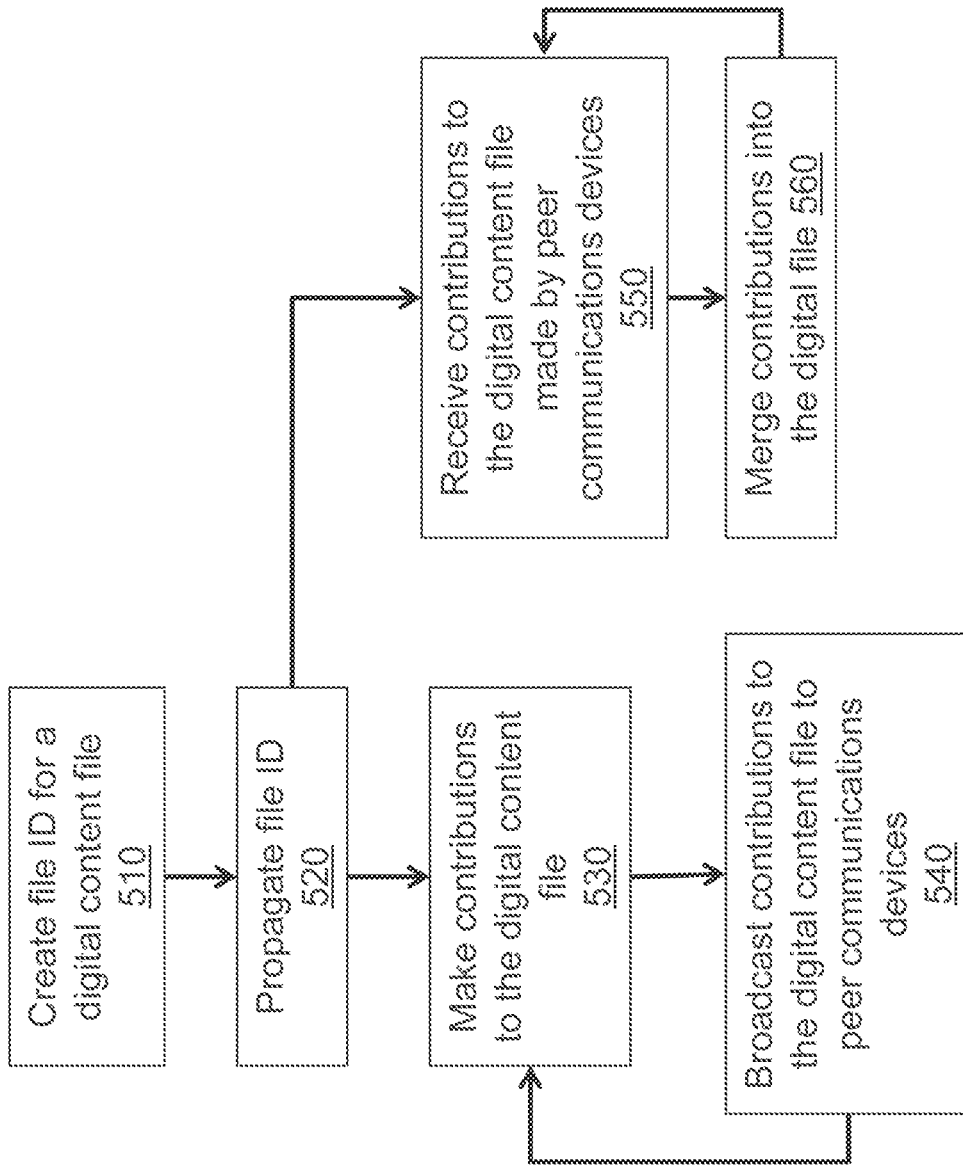 Create file ID for a
digital content file
510
Propagate file ID
520
Make contributions
to the digital content
file
530
Broadcast contributions to
the digital content file to
peer communications
devices
540
Receive contributions to
the digital content file
made by peer
communications devices
550
Merge contributions into
the digital file 560